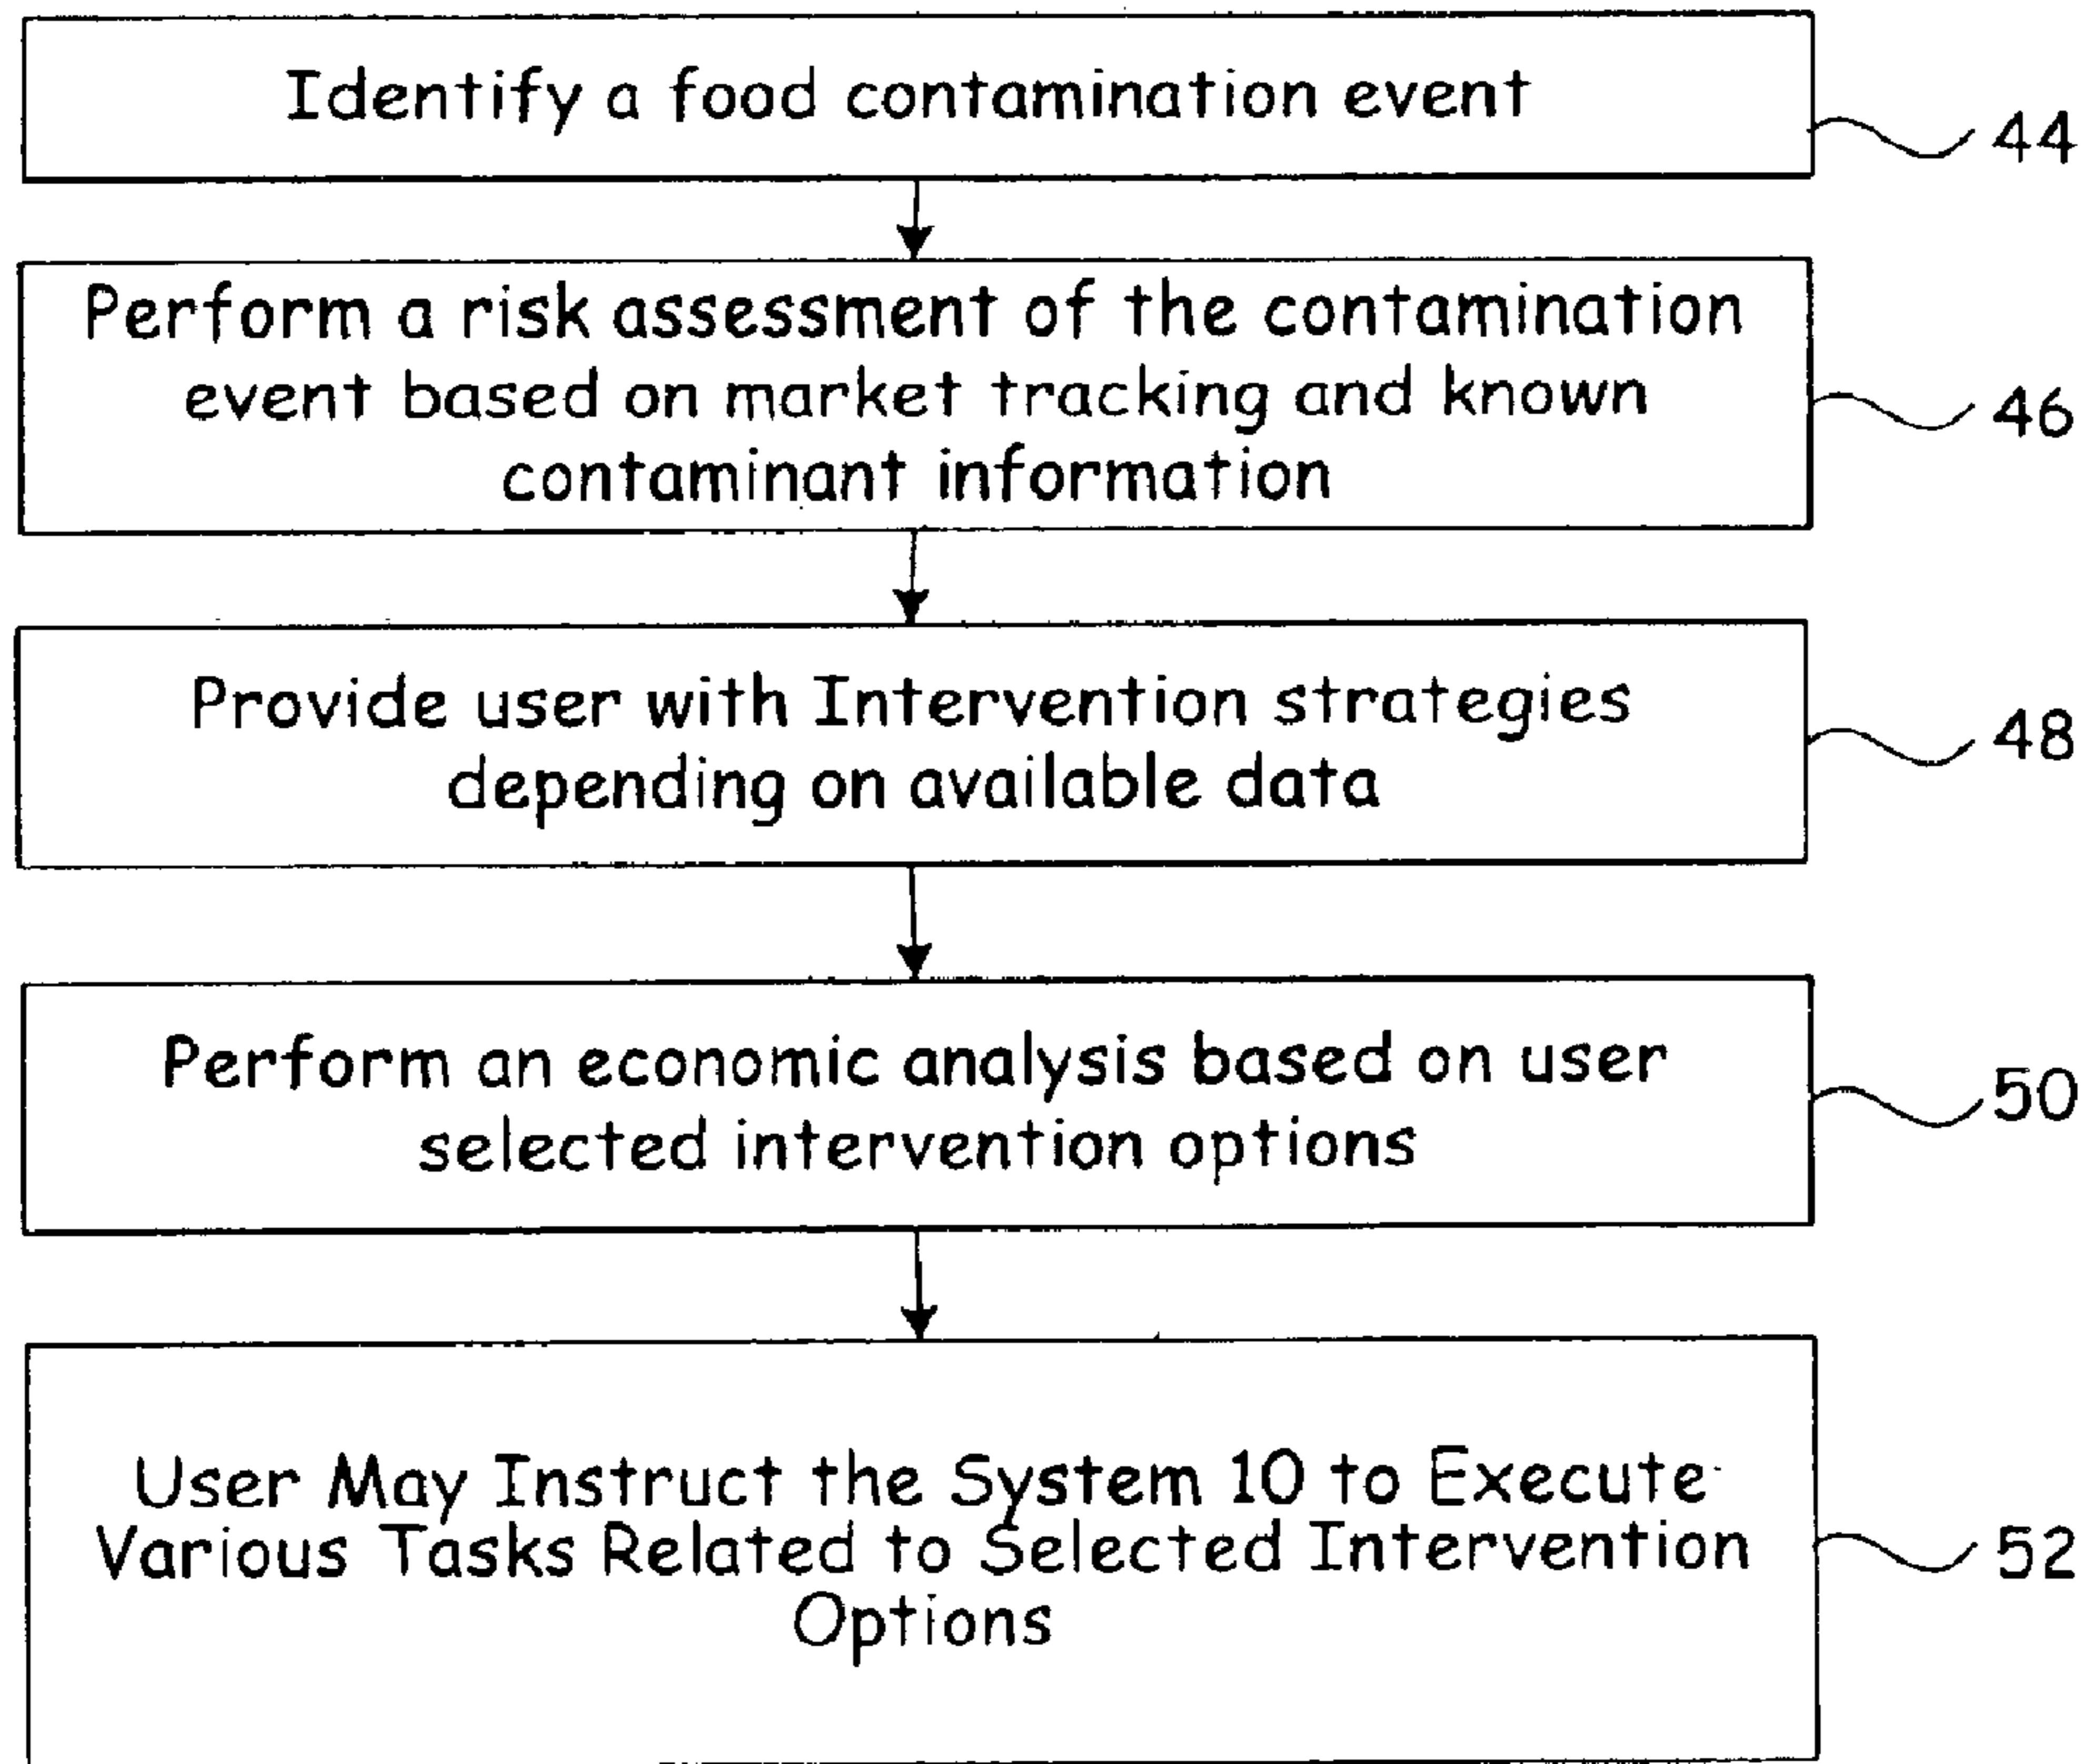 Identify a food contamination event
44
Perform a risk assessment of the contamination
event based on market tracking and known
contaminant information
46
Provide user with Intervention strategies
depending on available data
48
Perform an economic analysis based on user
selected intervention options
50
User May Instruct the System 10 to Execute
Various Tasks Related to Selected Intervention
Options
52